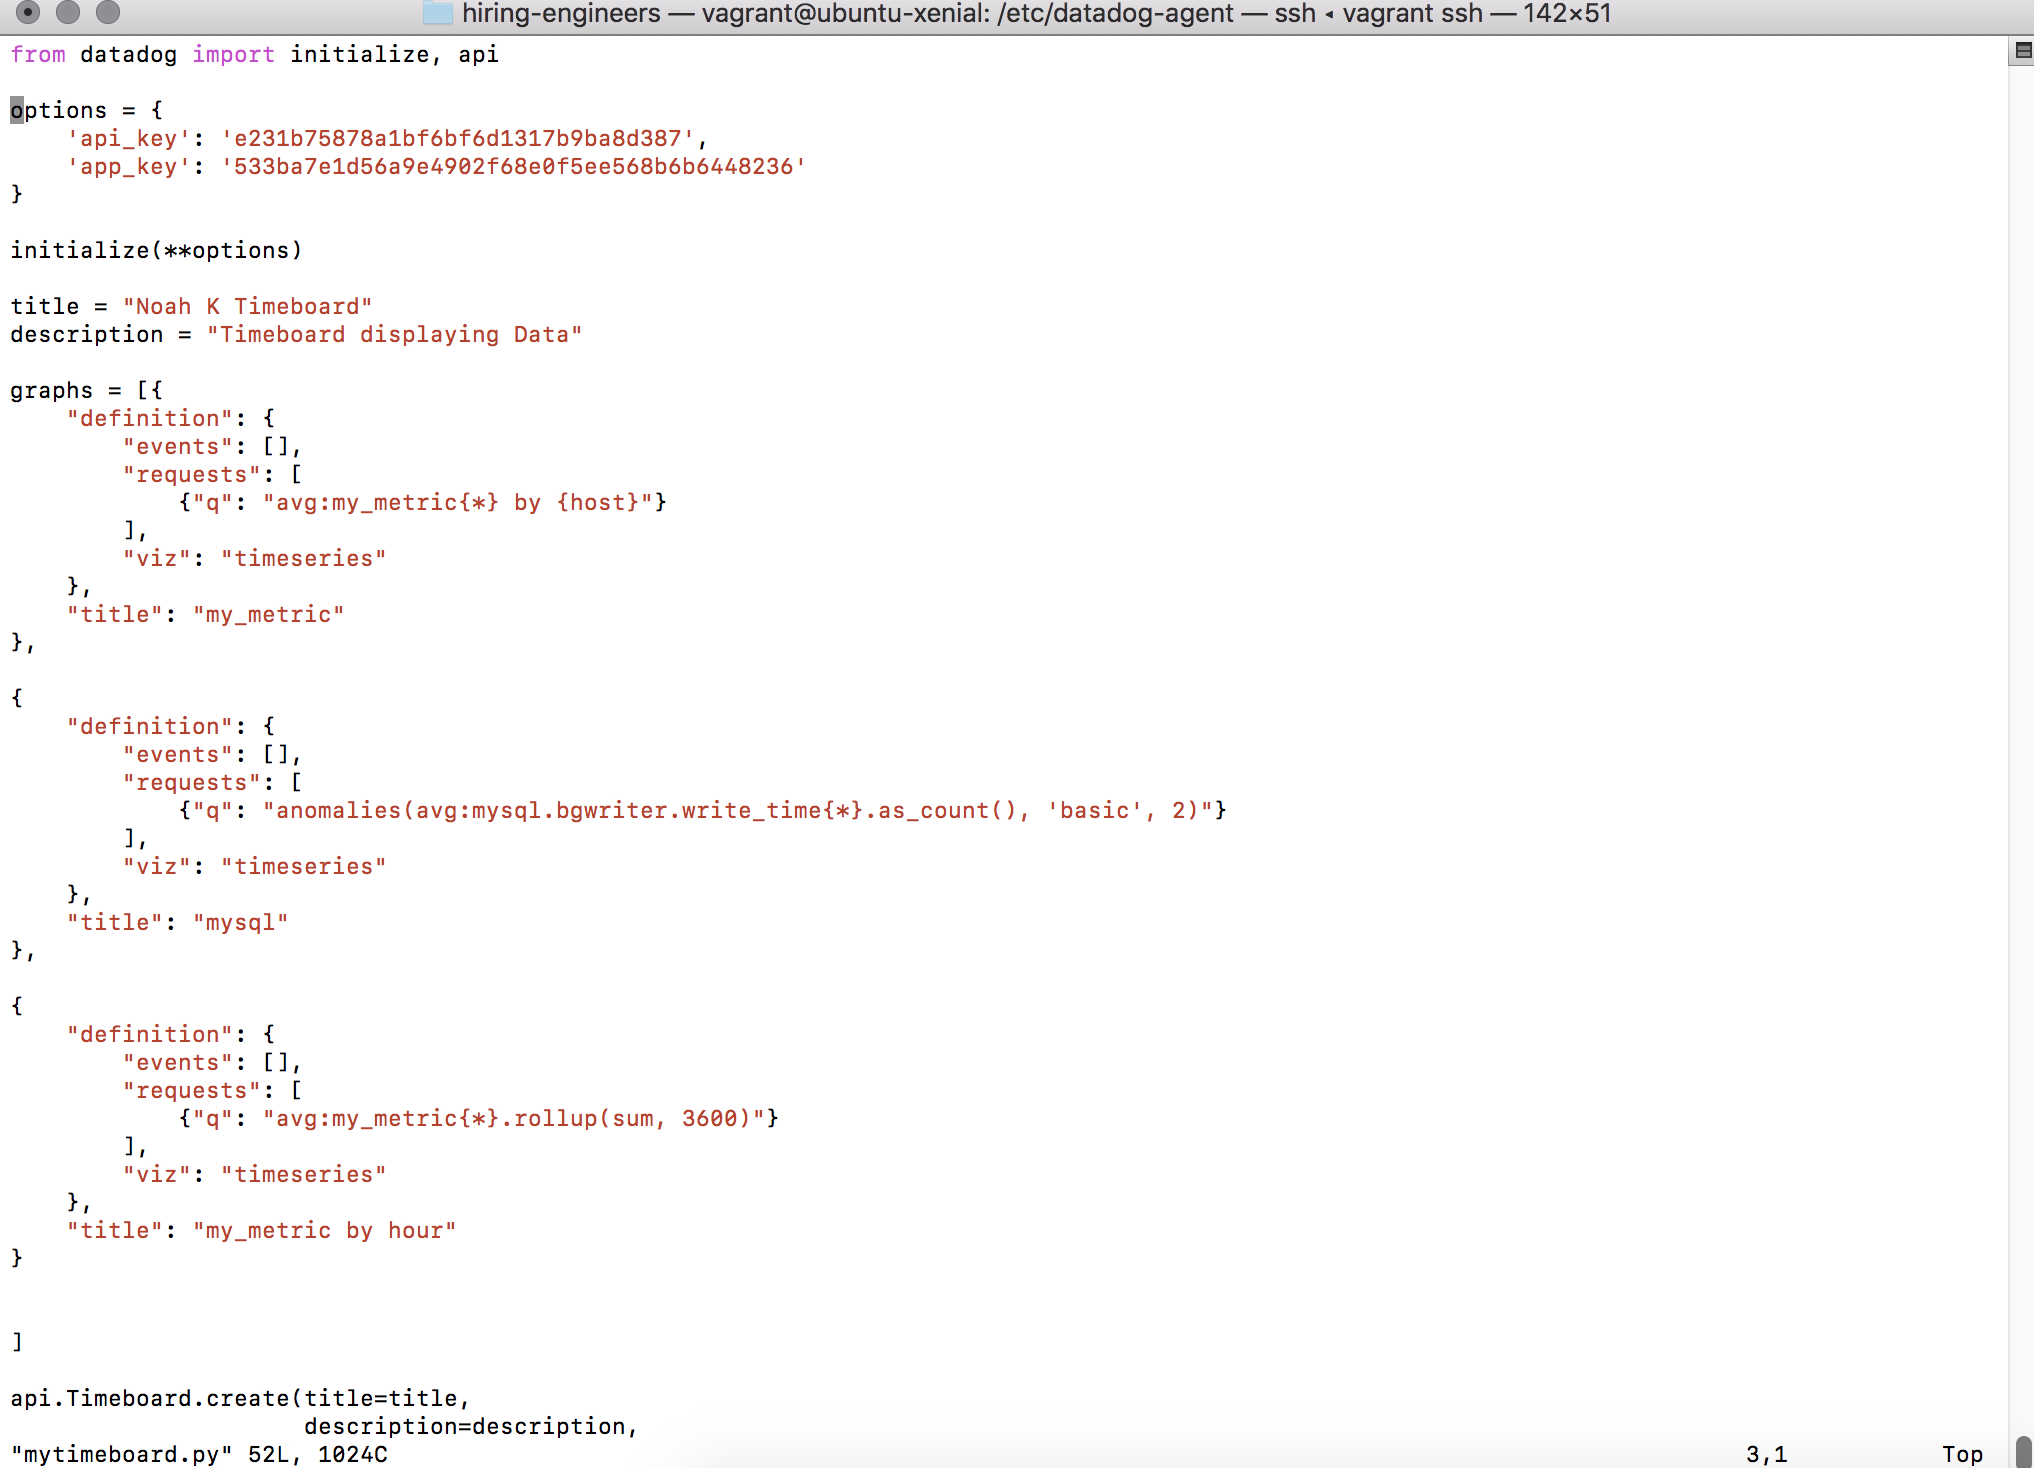 hiring-engineers — vagrant@ubuntu-xenial: /etc/datadog-agent — ssh ◂ vagrant ssh — 142×51
from datadog import initialize, api
options = {
    'api_key': 'e231b75878a1bf6bf6d1317b9ba8d387',
    'app_key': '533ba7e1d56a9e4902f68e0f5ee568b6b6448236'
}
initialize(**options)
title = "Noah K Timeboard"
description = "Timeboard displaying Data"
graphs = [{
    "definition": {
        "events": [],
        "requests": [
            {"q": "avg:my_metric{*} by {host}"}
        ],
        "viz": "timeseries"
    },
    "title": "my_metric"
},
{
    "definition": {
        "events": [],
        "requests": [
            {"q": "anomalies(avg:mysql.bgwriter.write_time{*}.as_count(), 'basic', 2)"}
        ],
        "viz": "timeseries"
    },
    "title": "mysql"
},
{
    "definition": {
        "events": [],
        "requests": [
            {"q": "avg:my_metric{*}.rollup(sum, 3600)"}
        ],
        "viz": "timeseries"
    },
    "title": "my_metric by hour"
}
]
api.Timeboard.create(title=title,
                     description=description,
"mytimeboard.py" 52L, 1024C 3,1 Top